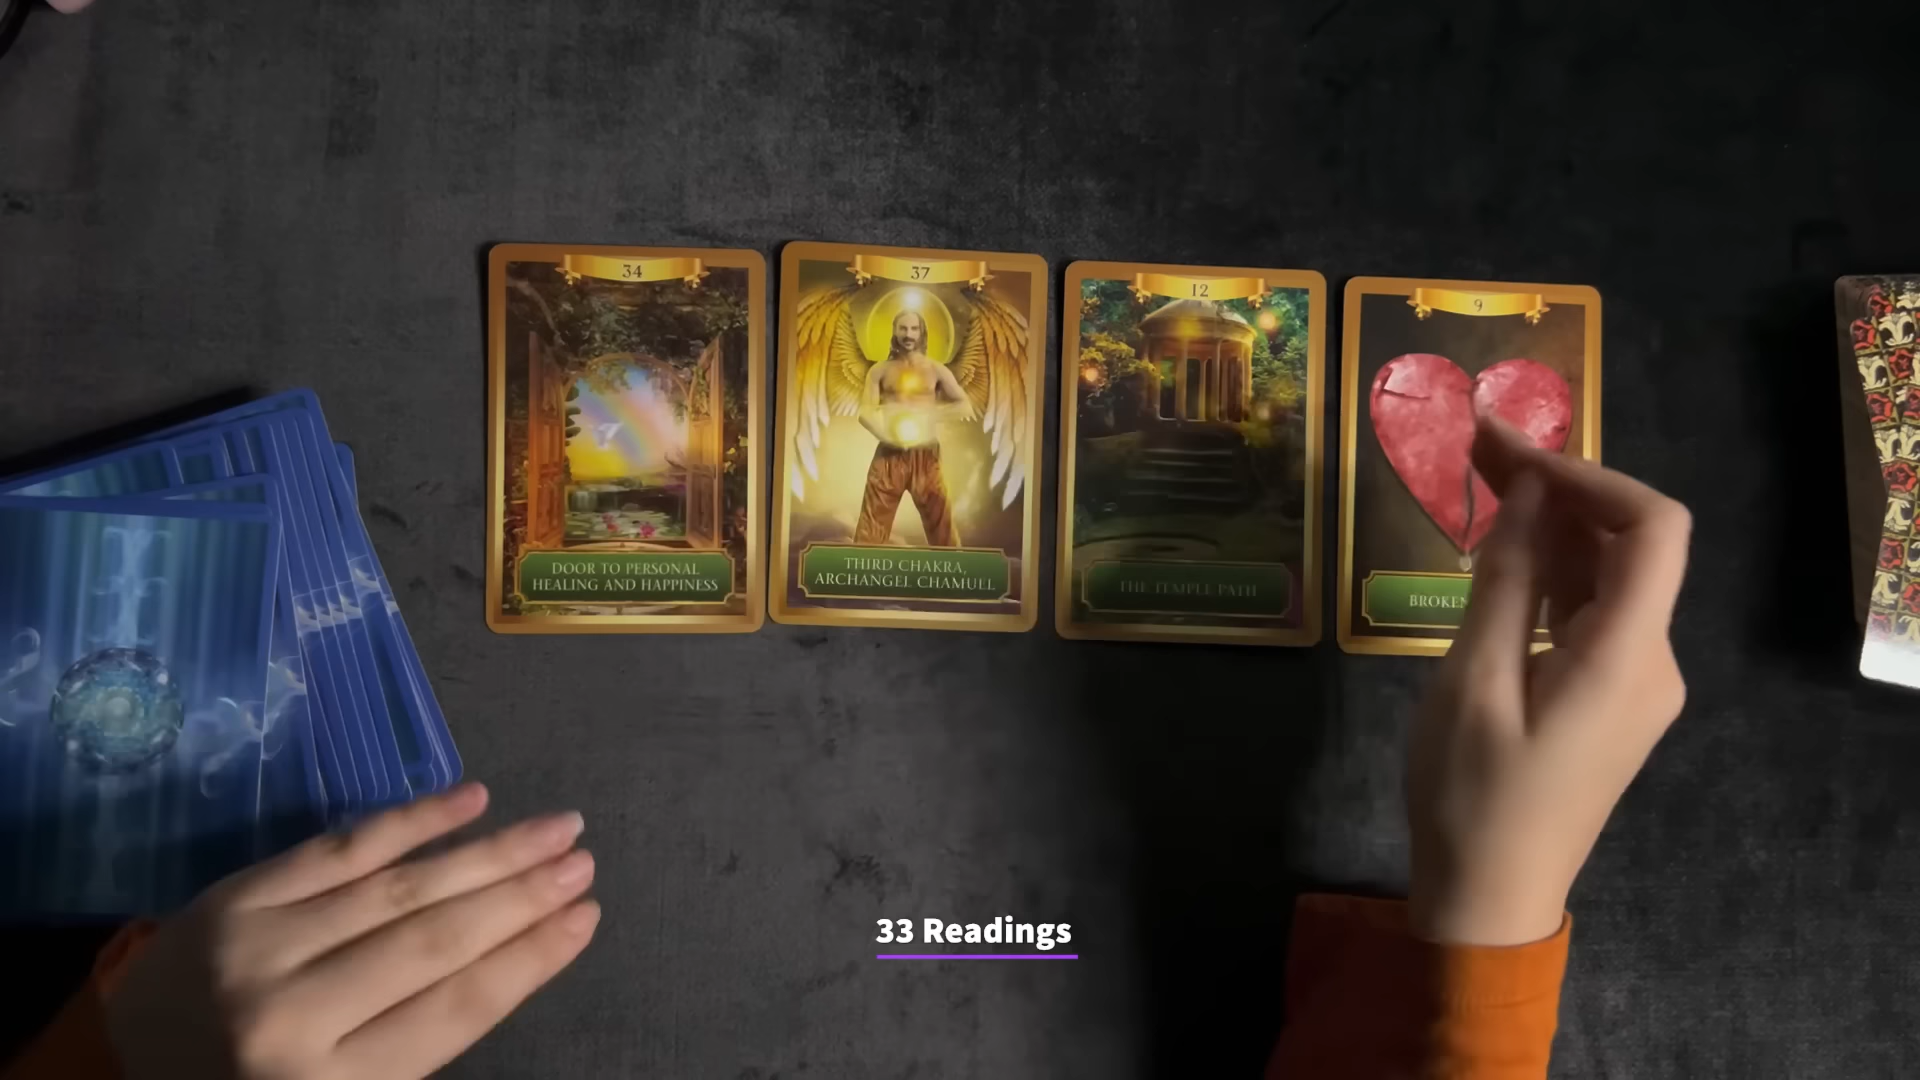 34
DOOR TO PERSONAL
HEALING AND HAPPINESS
37
THIRD CHAKRA,
ARCHANGEL CHAMUEL
12
THE TEMPLE PATH
9
BROKEN
33 Readings